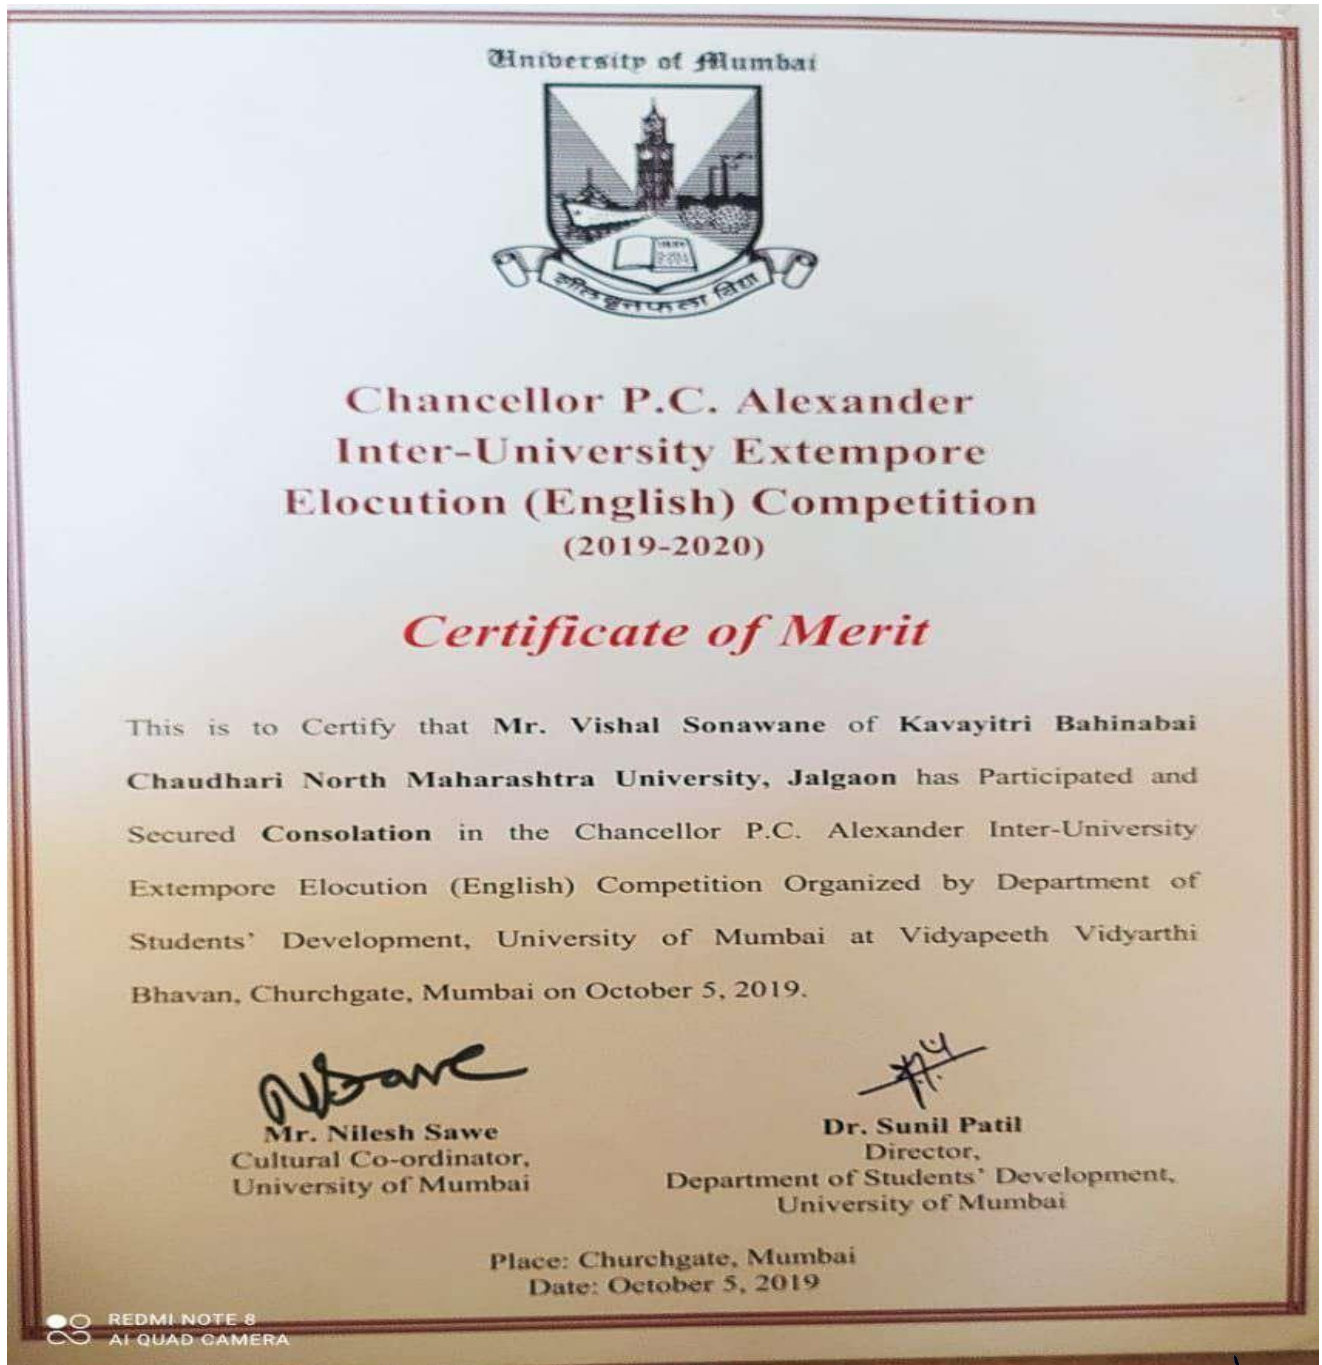 University of Mumbai
शीलवृत्तफला विद्या
Chancellor P.C. Alexander
Inter-University Extempore
Elocution (English) Competition
(2019-2020)
Certificate of Merit
This is to Certify that Mr. Vishal Sonawane of Kavayitri Bahinabai
Chaudhari North Maharashtra University, Jalgaon has Participated and
Secured Consolation in the Chancellor P.C. Alexander Inter-University
Extempore Elocution (English) Competition Organized by Department of
Students' Development, University of Mumbai at Vidyapeeth Vidyarthi
Bhavan, Churchgate, Mumbai on October 5, 2019.
Mr. Nilesh Sawe
Cultural Co-ordinator,
University of Mumbai
Dr. Sunil Patil
Director,
Department of Students' Development,
University of Mumbai
Place: Churchgate, Mumbai
Date: October 5, 2019
REDMI NOTE 8
AI QUAD CAMERA